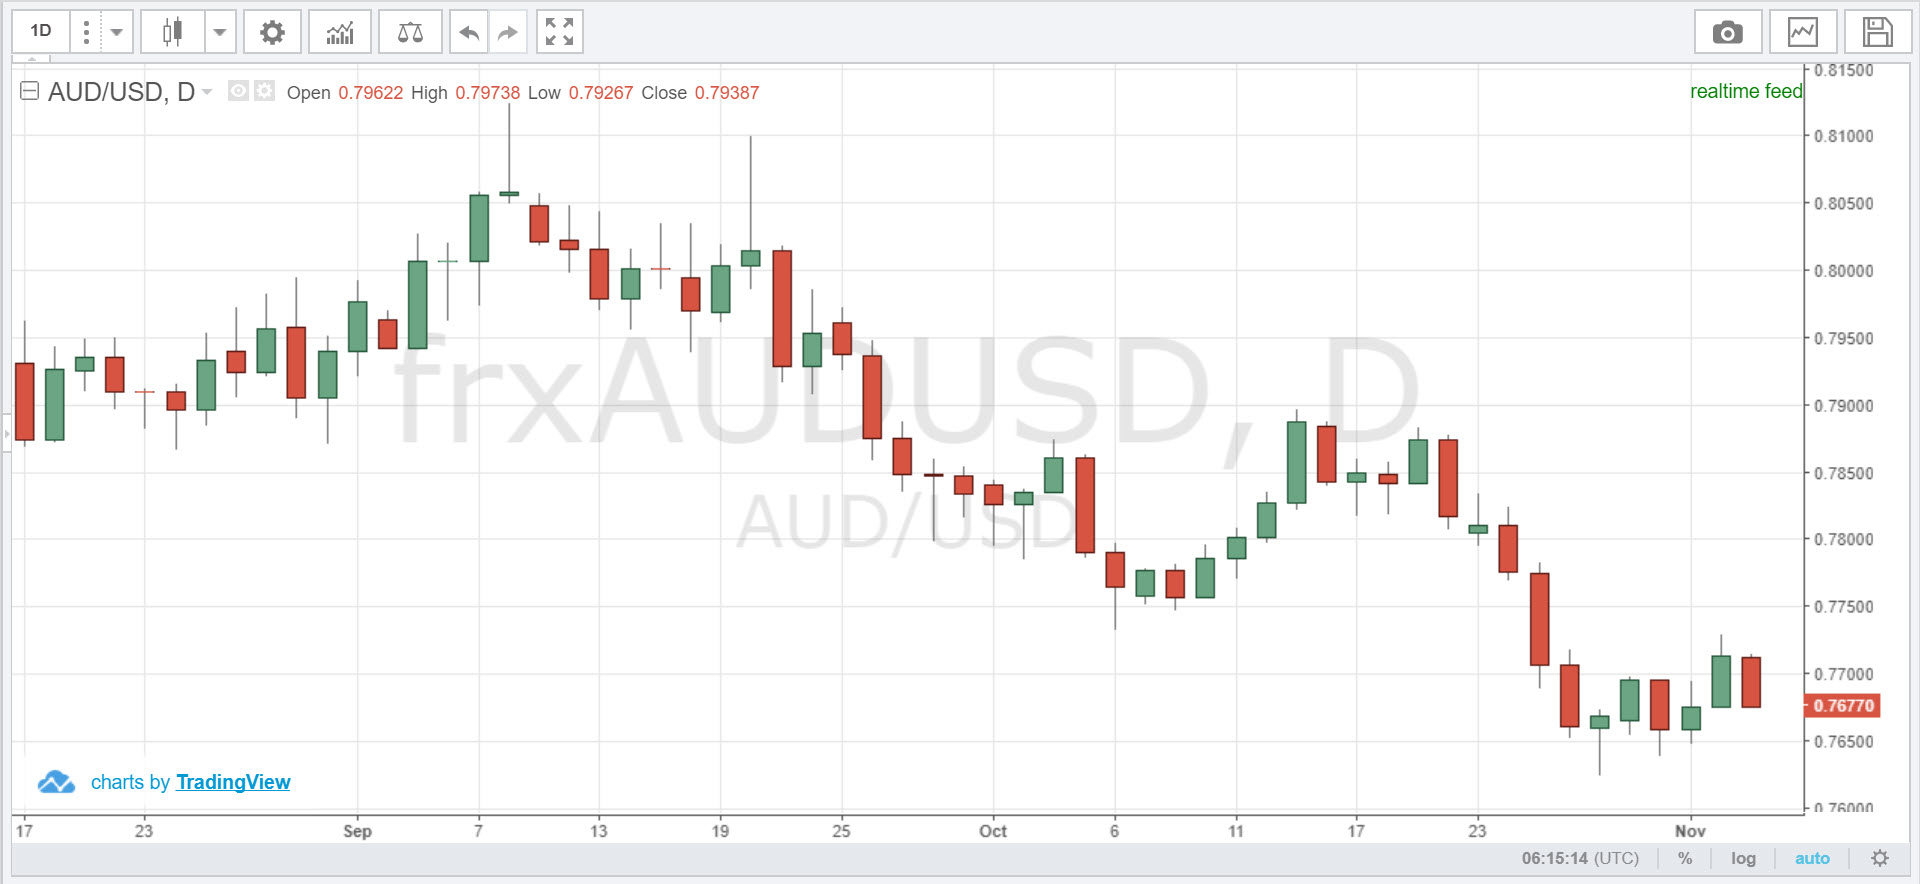 1D
AUD/USD, D Open 0.79622 High 0.79738 Low 0.79267 Close 0.79387
realtime feed
0.81500
0.81000
0.80500
0.80000
0.79500
0.79000
0.78500
0.78000
0.77500
0.77000
0.76770
0.76500
0.76000
frxAUDUSD, D
AUD/USD
charts by TradingView
17 23 Sep 7 13 19 25 Oct 6 11 17 23 Nov
06:15:14 (UTC) % log auto